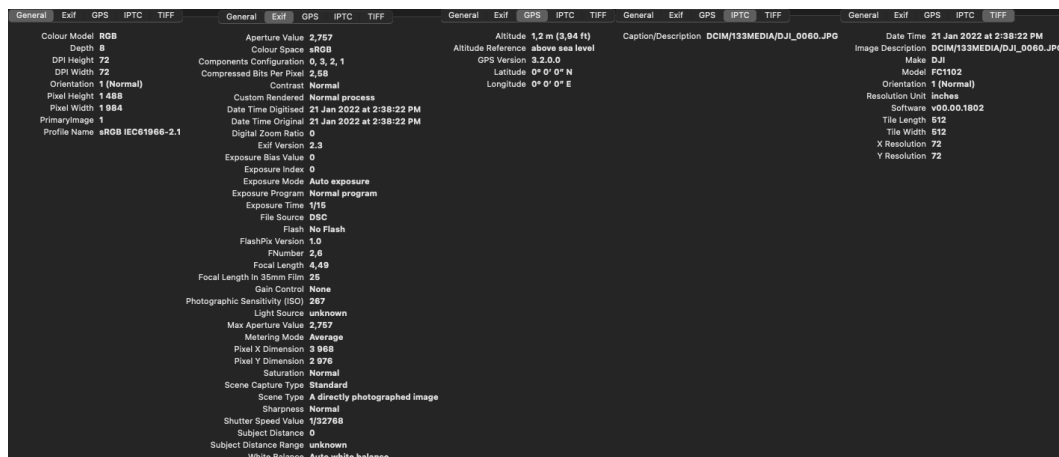 General Exif GPS IPTC TIFF
Colour Model RGB
Depth 8
DPI Height 72
DPI Width 72
Orientation 1 (Normal)
Pixel Height 1 488
Pixel Width 1 984
PrimaryImage 1
Profile Name sRGB IEC61966-2.1
General Exif GPS IPTC TIFF
Aperture Value 2,757
Colour Space sRGB
Components Configuration 0, 3, 2, 1
Compressed Bits Per Pixel 2,58
Contrast Normal
Custom Rendered Normal process
Date Time Digitised 21 Jan 2022 at 2:38:22 PM
Date Time Original 21 Jan 2022 at 2:38:22 PM
Digital Zoom Ratio 0
Exif Version 2.3
Exposure Bias Value 0
Exposure Index 0
Exposure Mode Auto exposure
Exposure Program Normal program
Exposure Time 1/15
File Source DSC
Flash No Flash
FlashPix Version 1.0
FNumber 2,6
Focal Length 4,49
Focal Length In 35mm Film 25
Gain Control None
Photographic Sensitivity (ISO) 267
Light Source unknown
Max Aperture Value 2,757
Metering Mode Average
Pixel X Dimension 3 968
Pixel Y Dimension 2 976
Saturation Normal
Scene Capture Type Standard
Scene Type A directly photographed image
Sharpness Normal
Shutter Speed Value 1/32768
Subject Distance 0
Subject Distance Range unknown
White Balance Auto white balance
General Exif GPS IPTC TIFF
Altitude 1,2 m (3,94 ft)
Altitude Reference above sea level
GPS Version 3.2.0.0
Latitude 0° 0' 0" N
Longitude 0° 0' 0" E
General Exif GPS IPTC TIFF
Caption/Description DCIM/133MEDIA/DJI_0060.JPG
General Exif GPS IPTC TIFF
Date Time 21 Jan 2022 at 2:38:22 PM
Image Description DCIM/133MEDIA/DJI_0060.JPG
Make DJI
Model FC1102
Orientation 1 (Normal)
Resolution Unit inches
Software v00.00.1802
Tile Length 512
Tile Width 512
X Resolution 72
Y Resolution 72